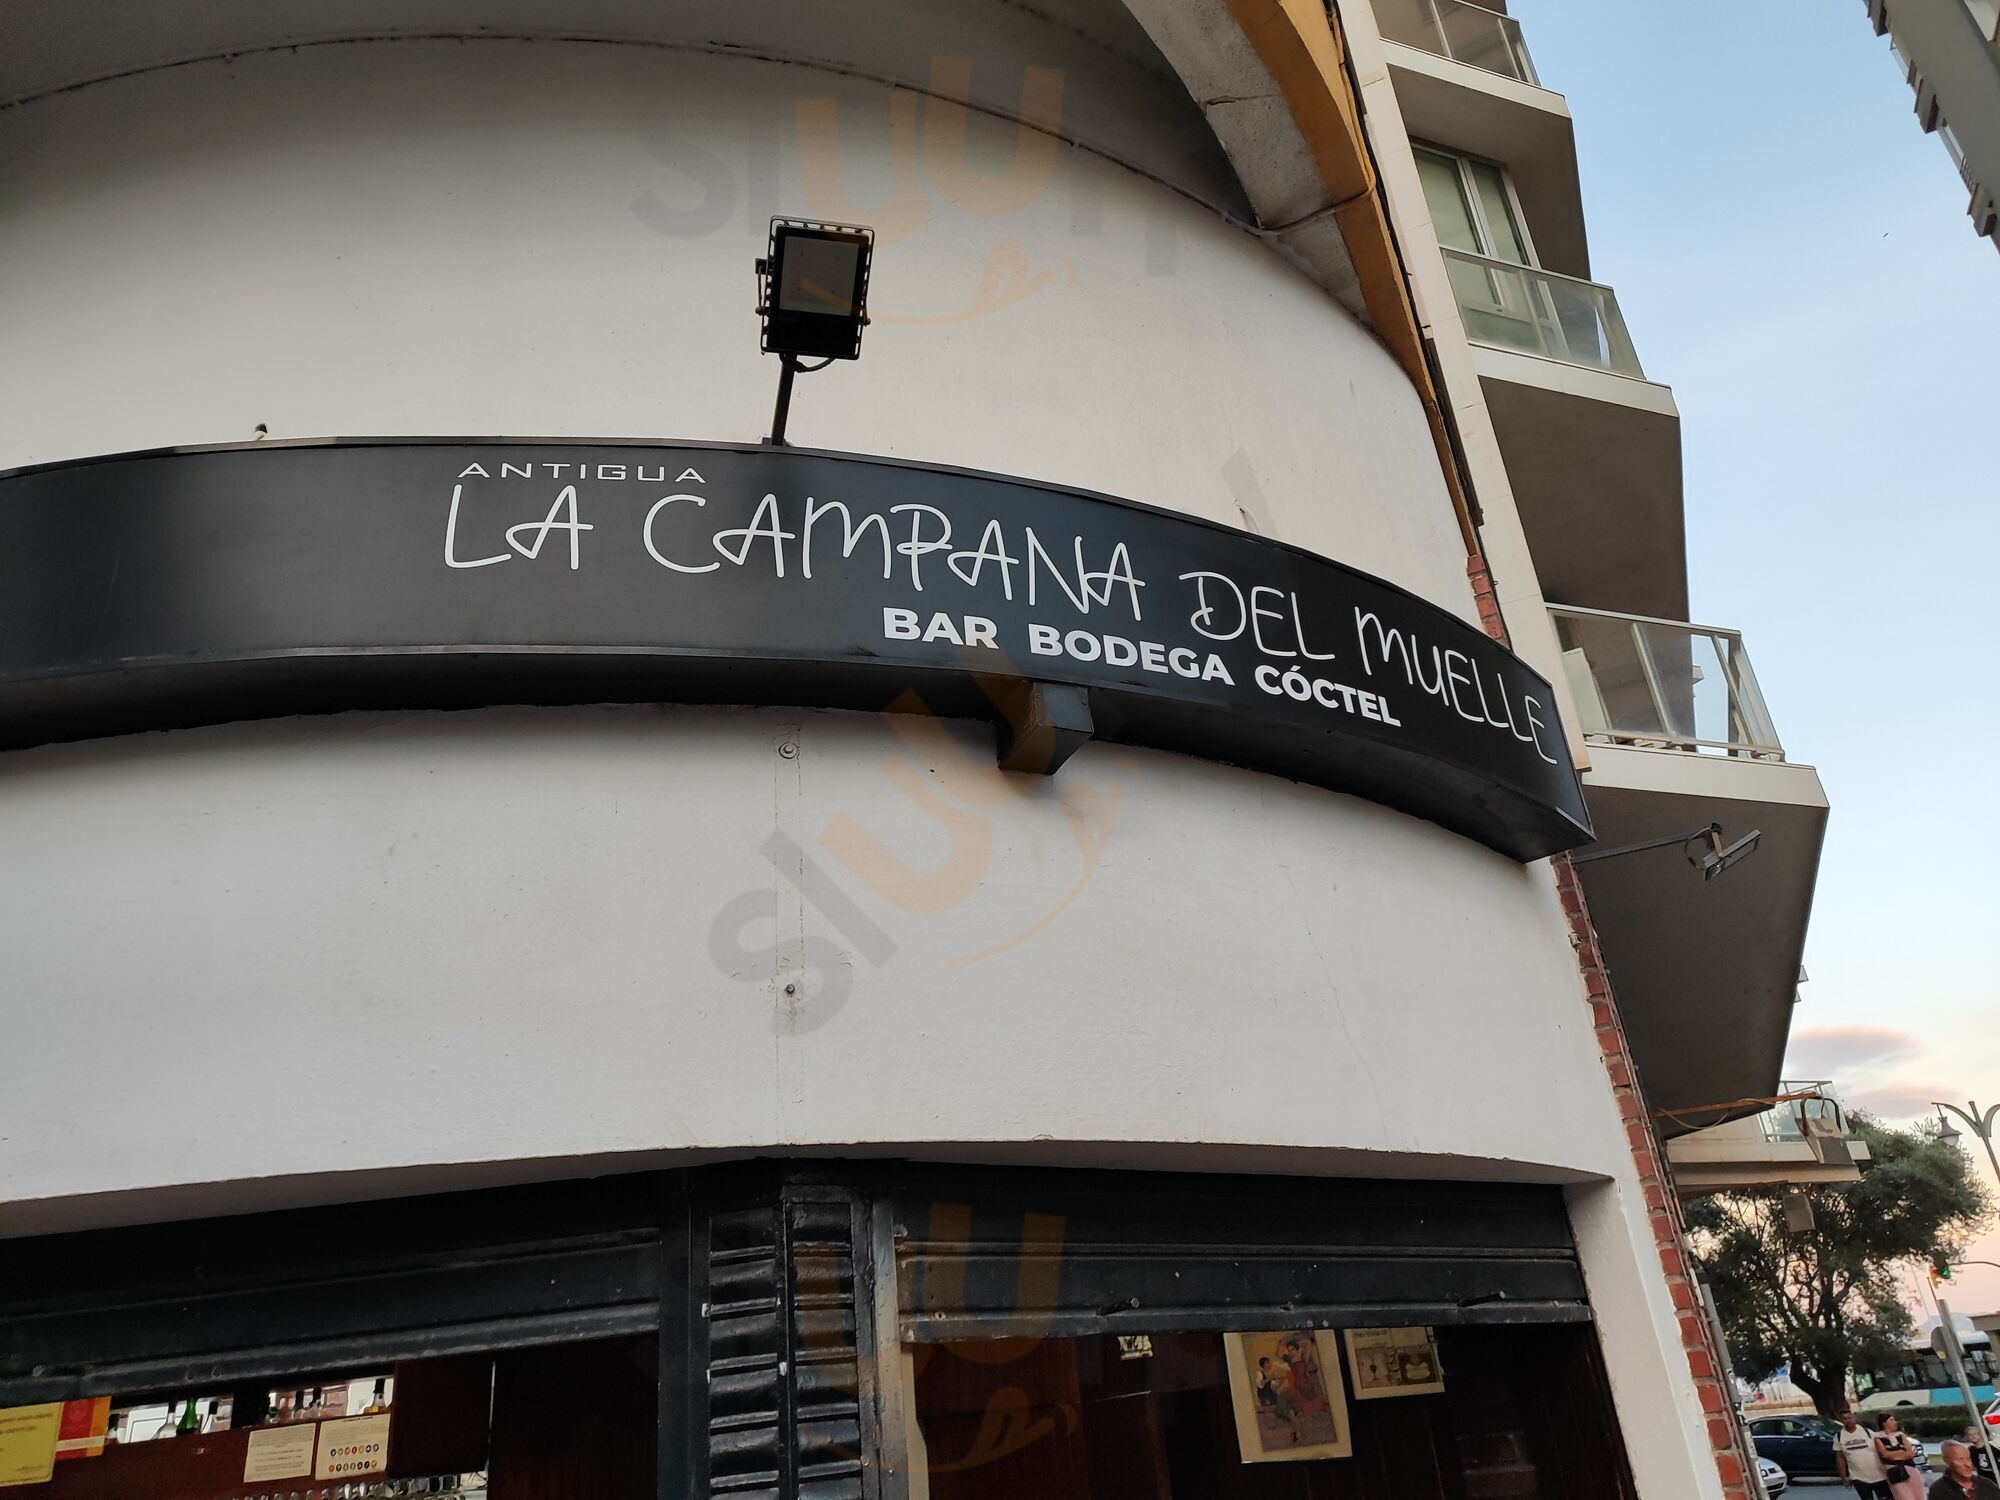 ANTIGUA
LA CAMPANA DEL MUELLE
BAR BODEGA CÓCTEL